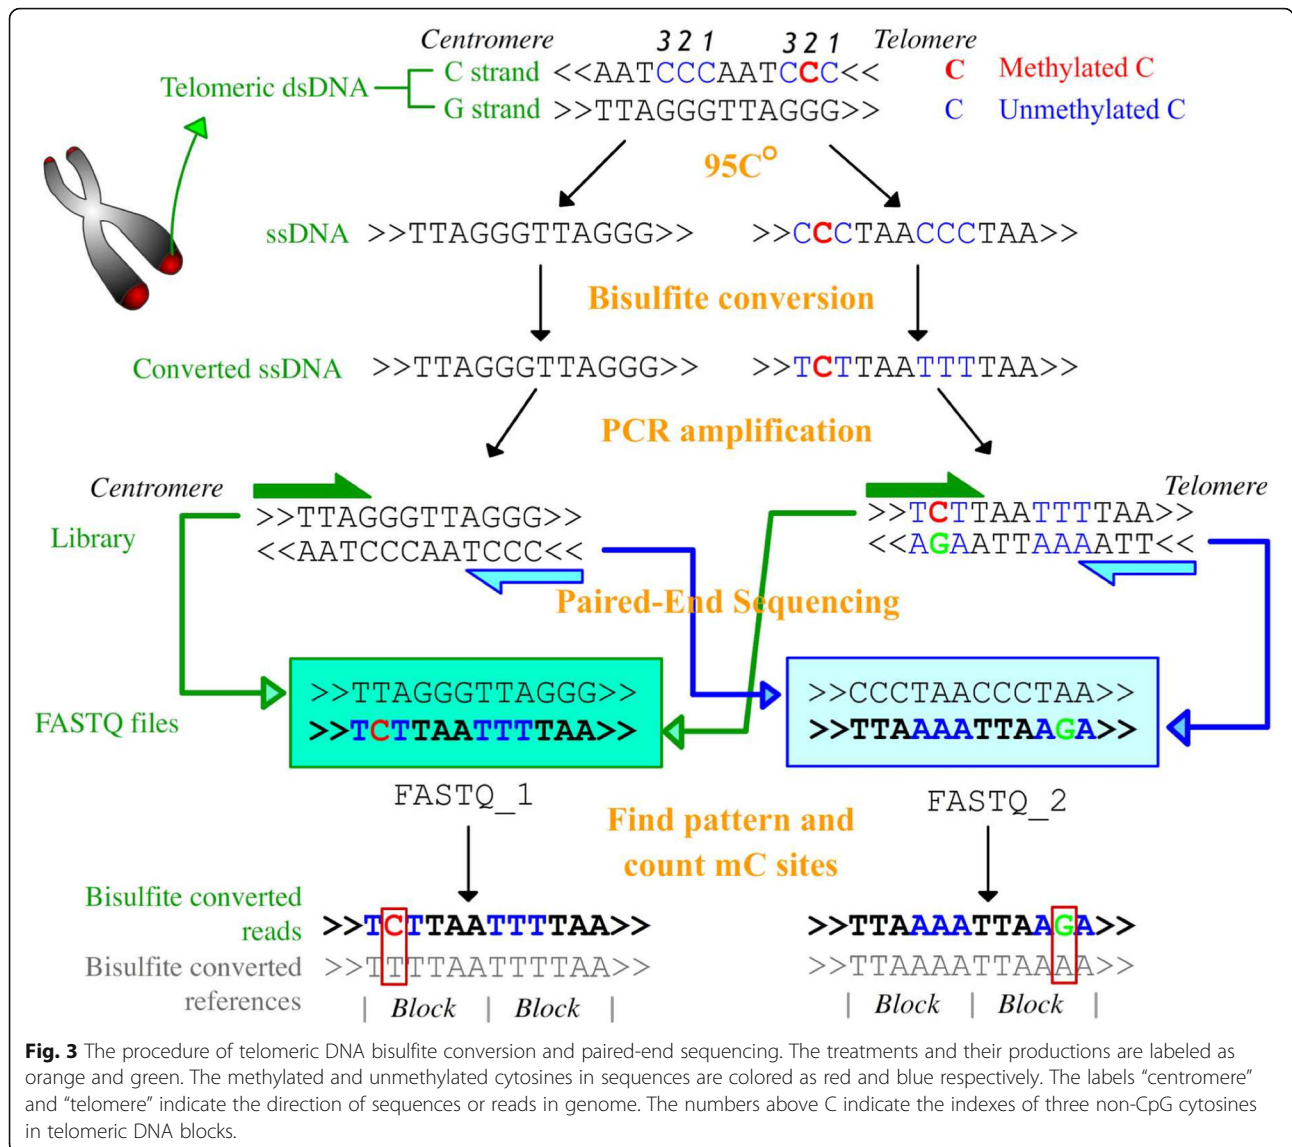 3 2 1 3 2 1
Centromere Telomere
C strand <<AATCCCAATCCC<< C Methylated C
Telomeric dsDNA
G strand >>TTAGGGTTAGGG>> C Unmethylated C
95C°
ssDNA >>TTAGGGTTAGGG>> >>CCCTAACCCTAA>>
Bisulfite conversion
Converted ssDNA >>TTAGGGTTAGGG>> >>TCTTAATTTTAA>>
PCR amplification
Centromere Telomere
>>TTAGGGTTAGGG>> >>TCTTAATTTTAA>>
Library
<<AATCCCAATCCC<< <<AGAATTAAAATT<<
Paired-End Sequencing
>>TTAGGGTTAGGG>> >>CCCTAACCCTAA>>
FASTQ files >>TCTTAATTTTAA>> >>TTAAAATTAAGA>>
FASTQ_1 FASTQ_2
Find pattern and
count mC sites
Bisulfite converted
reads >>TCTTAATTTTAA>> >>TTAAAATTAAGA>>
Bisulfite converted >>TTTTAATTTTAA>> >>TTAAAATTAAAA>>
references | Block | Block | | Block | Block |
Fig. 3 The procedure of telomeric DNA bisulfite conversion and paired-end sequencing. The treatments and their productions are labeled as
orange and green. The methylated and unmethylated cytosines in sequences are colored as red and blue respectively. The labels “centromere”
and “telomere” indicate the direction of sequences or reads in genome. The numbers above C indicate the indexes of three non-CpG cytosines
in telomeric DNA blocks.